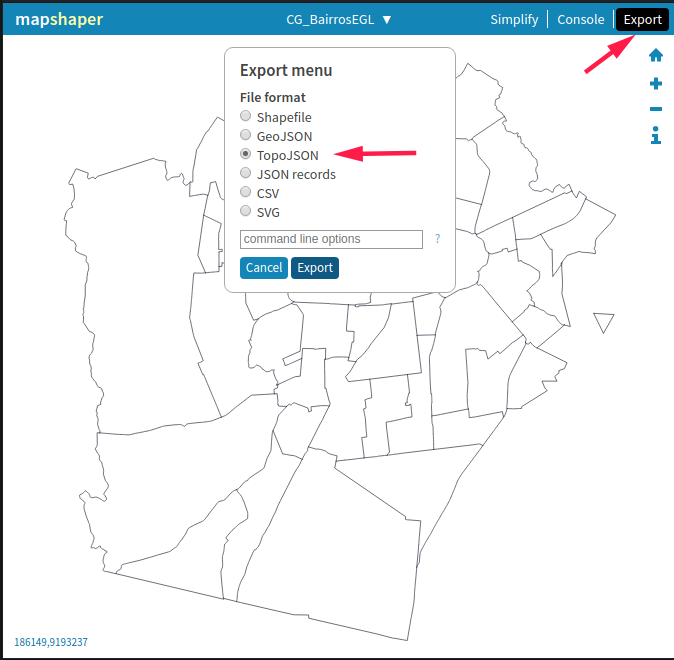 mapshaper
CG_BairrosEGL ▼
Simplify
Console
Export
Export menu
File format
Shapefile
GeoJSON
TopoJSON
JSON records
CSV
SVG
command line options
?
Cancel
Export
186149,9193237